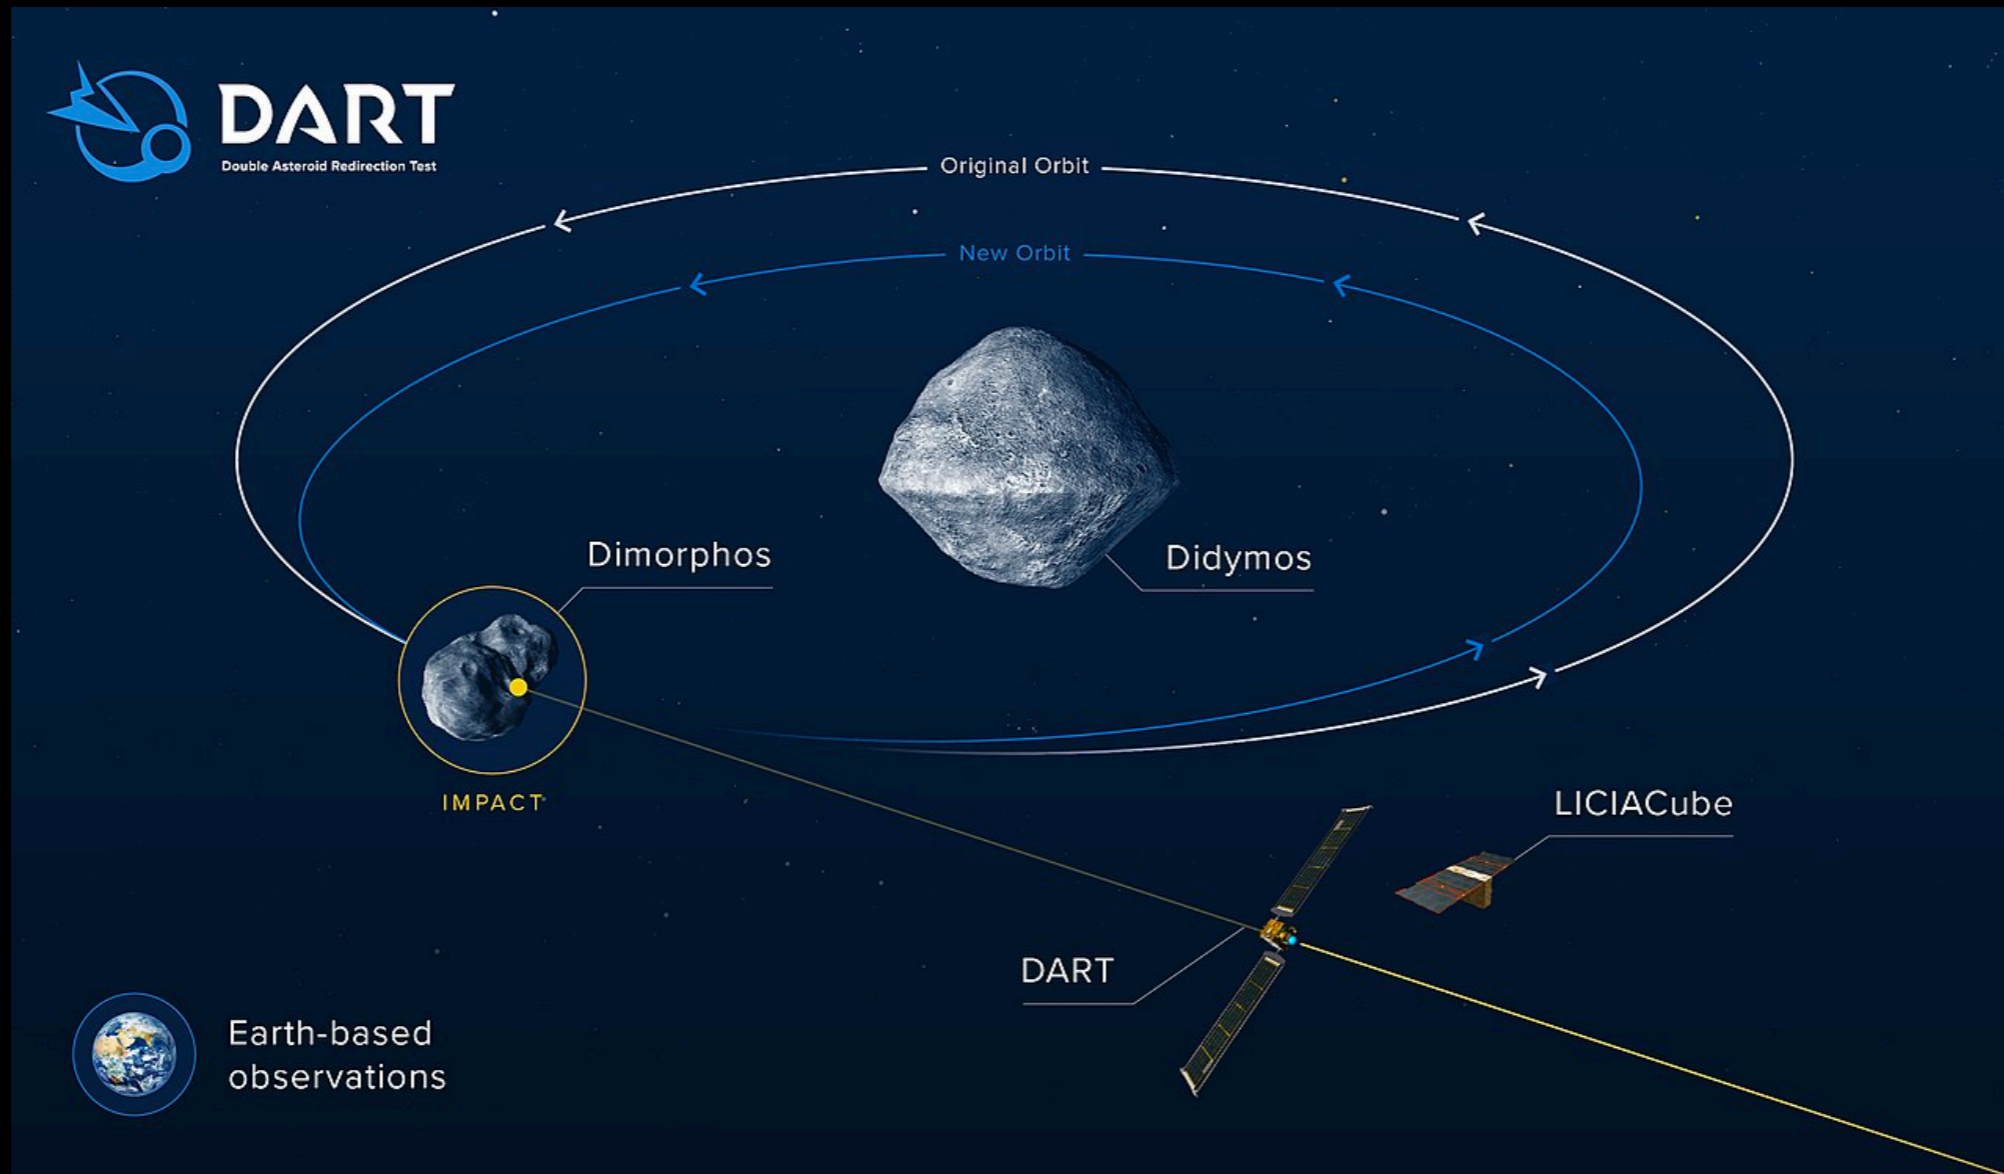 DART
Double Asteroid Redirection Test
Original Orbit
New Orbit
Dimorphos
Didymos
IMPACT
LICIACube
DART
Earth-based
observations